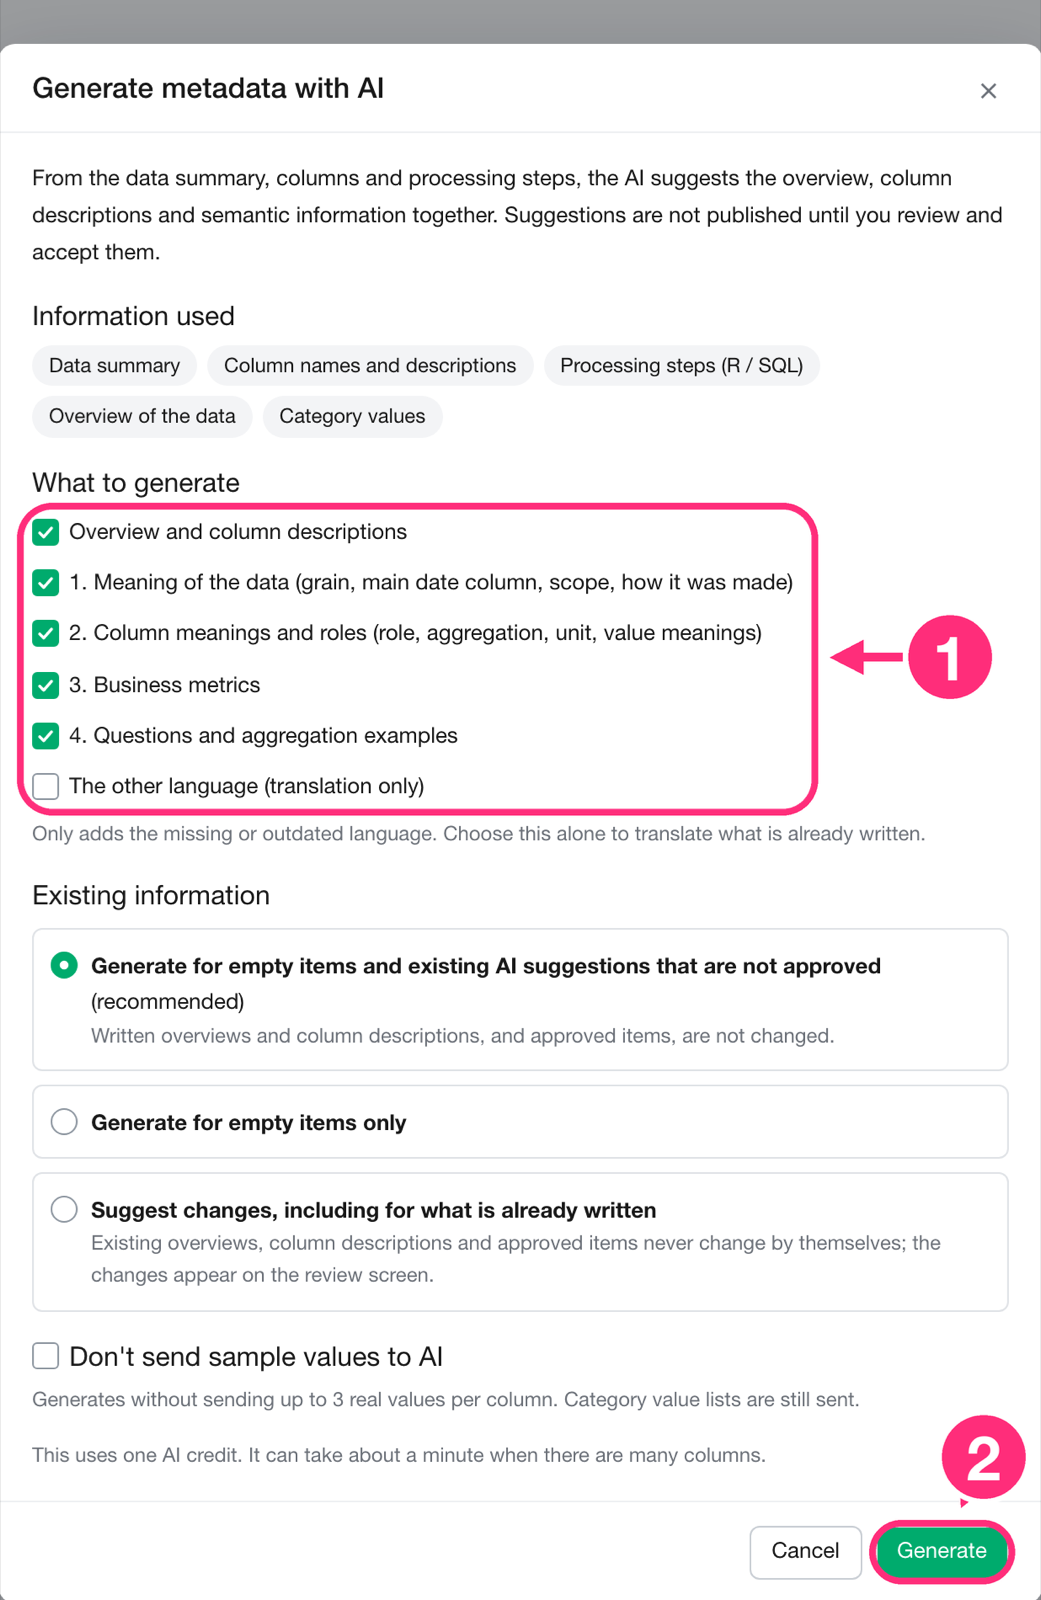 Generate metadata with AI
From the data summary, columns and processing steps, the AI suggests the overview, column
descriptions and semantic information together. Suggestions are not published until you review and
accept them.
Information used
Data summary
Column names and descriptions
Processing steps (R / SQL)
Overview of the data
Category values
What to generate
Overview and column descriptions
1. Meaning of the data (grain, main date column, scope, how it was made)
2. Column meanings and roles (role, aggregation, unit, value meanings)
1
3. Business metrics
4. Questions and aggregation examples
The other language (translation only)
Only adds the missing or outdated language. Choose this alone to translate what is already written.
Existing information
Generate for empty items and existing AI suggestions that are not approved
(recommended)
Written overviews and column descriptions, and approved items, are not changed.
Generate for empty items only
Suggest changes, including for what is already written
Existing overviews, column descriptions and approved items never change by themselves; the
changes appear on the review screen.
Don't send sample values to AI
Generates without sending up to 3 real values per column. Category value lists are still sent.
This uses one AI credit. It can take about a minute when there are many columns.
2
Cancel
Generate